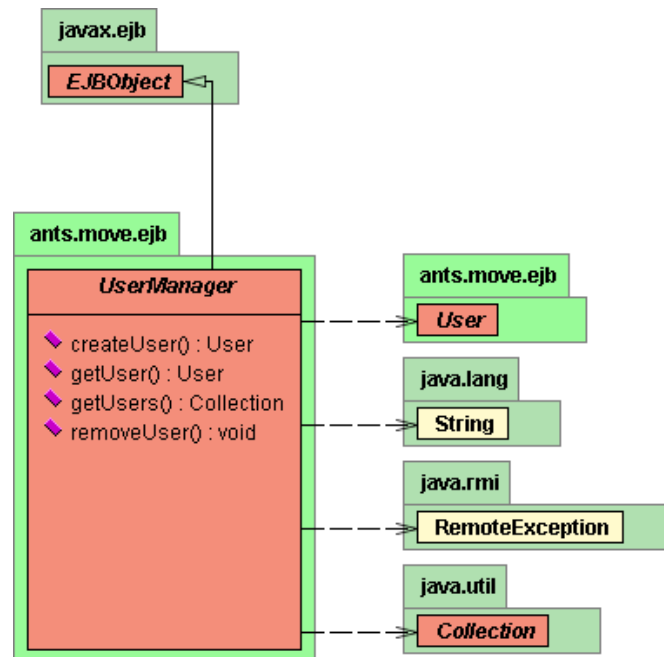 javax.ejb
EJBObject
ants.move.ejb
UserManager
createUser() : User
getUser() : User
getUsers() : Collection
removeUser() : void
ants.move.ejb
User
java.lang
String
java.rmi
RemoteException
java.util
Collection